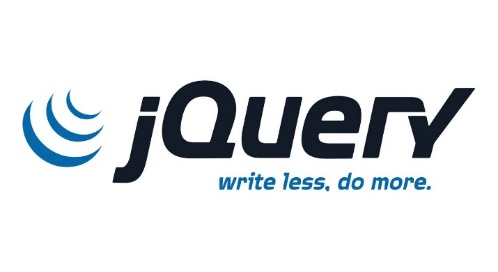 jQuery
write less, do more.